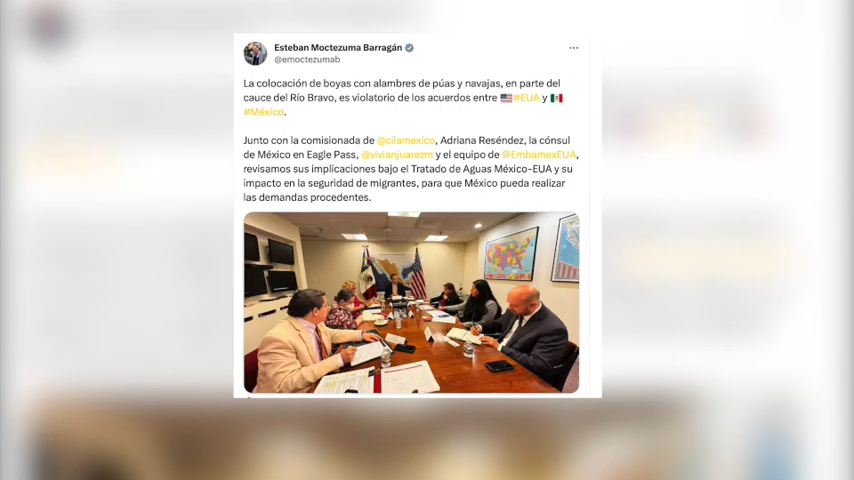 Esteban Moctezuma Barragán
@emoctezumab
La colocación de boyas con alambres de púas y navajas, en parte del
cauce del Río Bravo, es violatorio de los acuerdos entre 🇺🇸#EUA y 🇲🇽
#México.
Junto con la comisionada de @cilamexico, Adriana Reséndez, la cónsul
de México en Eagle Pass, @vivianjuarezm y el equipo de @EmbamexEUA,
revisamos sus implicaciones bajo el Tratado de Aguas México-EUA y su
impacto en la seguridad de migrantes, para que México pueda realizar
las demandas procedentes.